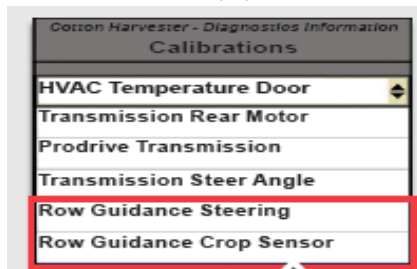 Cotton Harvester - Diagnostics Information
Calibrations
HVAC Temperature Door
Transmission Rear Motor
Prodrive Transmission
Transmission Steer Angle
Row Guidance Steering
Row Guidance Crop Sensor